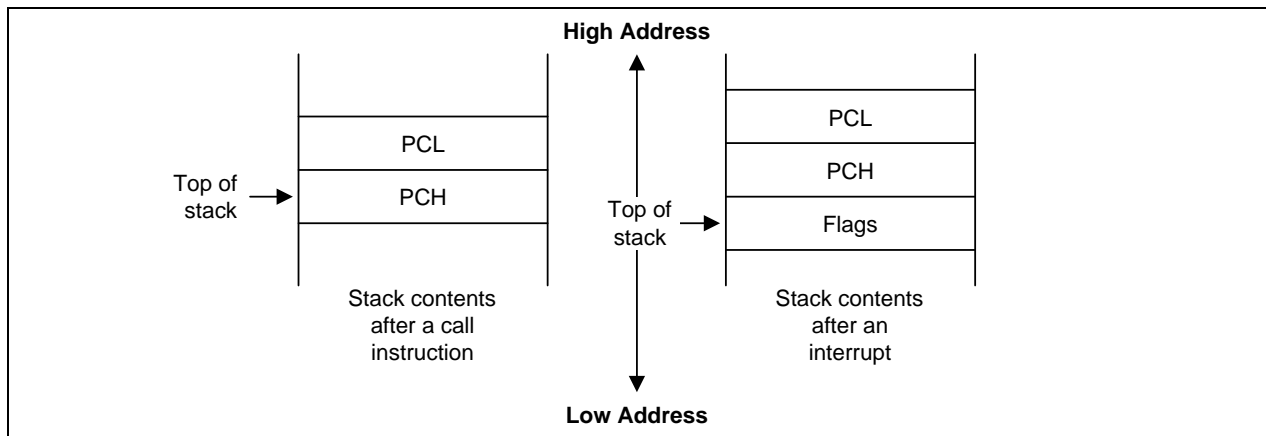 High Address
PCL
PCH
Top of
stack
Stack contents
after a call
instruction
Top of
stack
PCL
PCH
Flags
Stack contents
after an
interrupt
Low Address